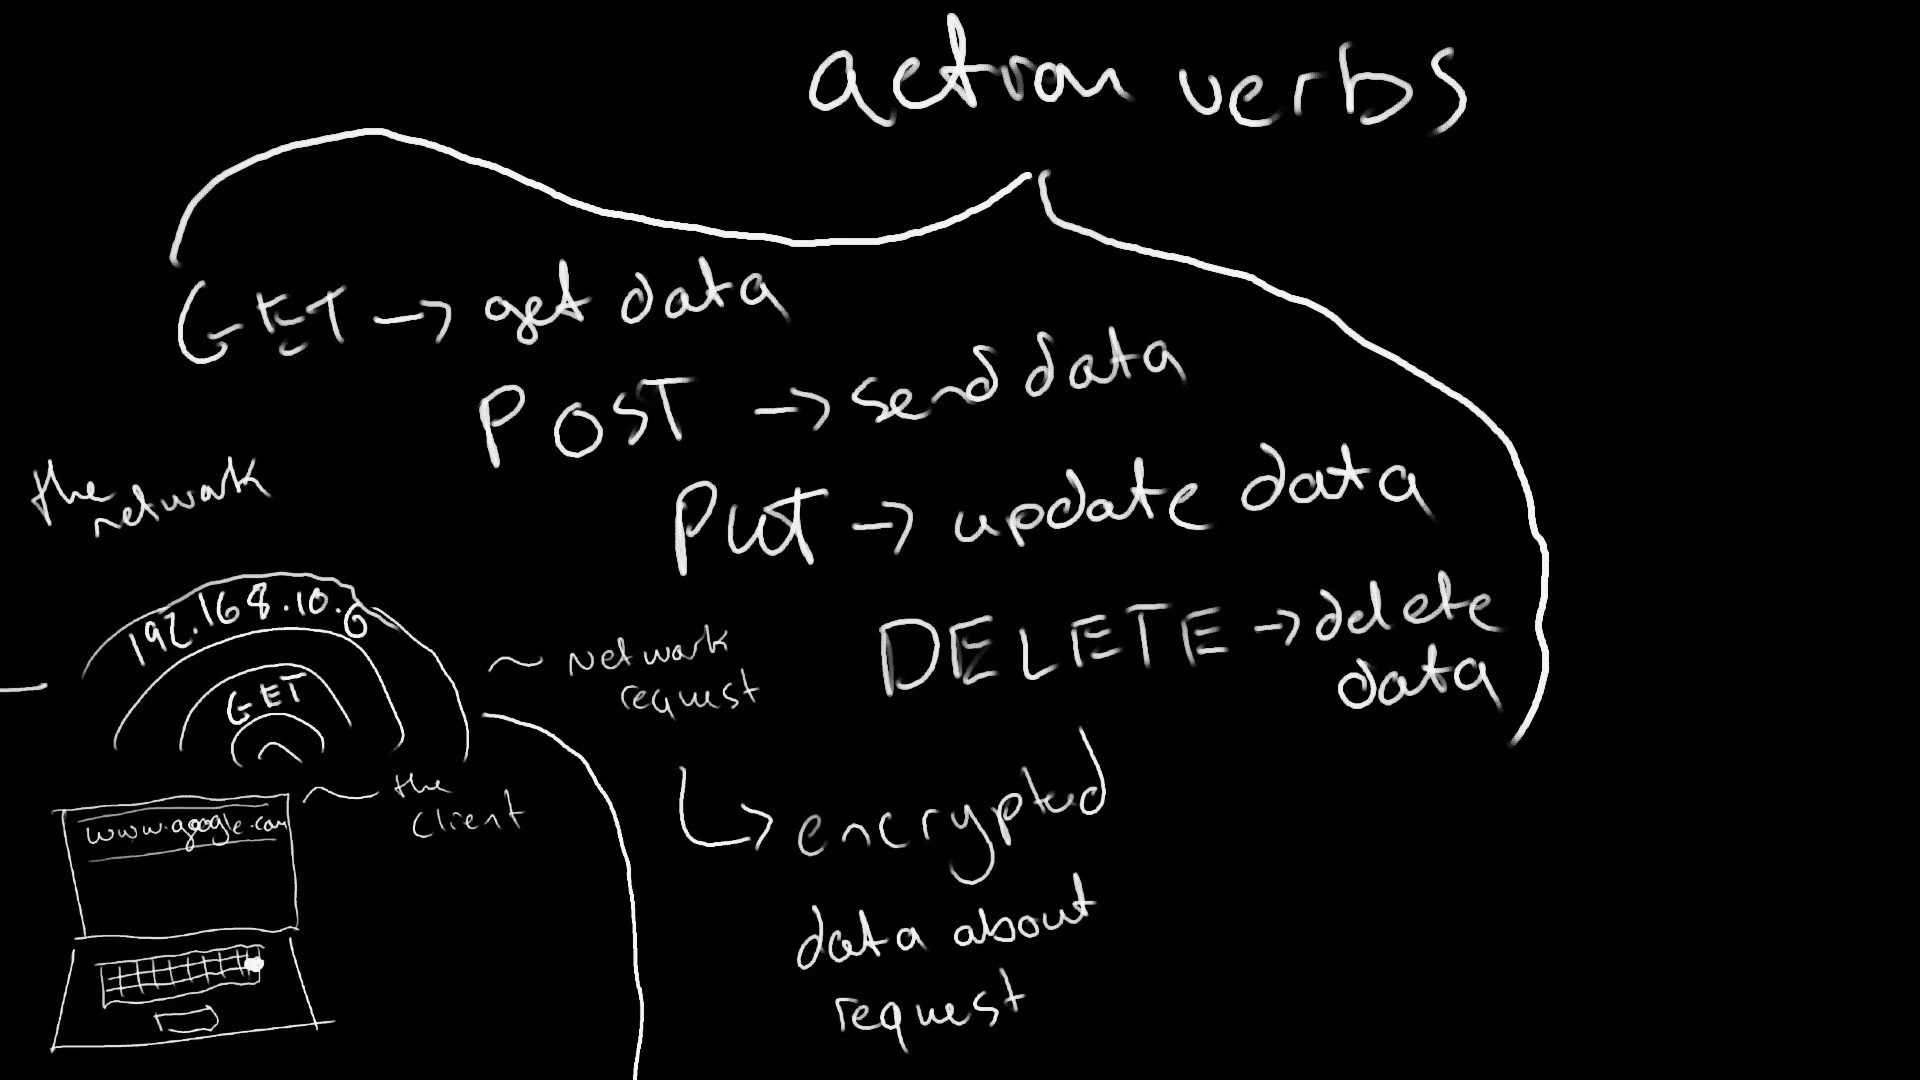 action verbs
GET → get data
POST → send data
PUT → update data
DELETE → delete
data
the
network
192.168.10.0
GET
~ Network
request
the
client
www.google.com
encrypted
data about
request